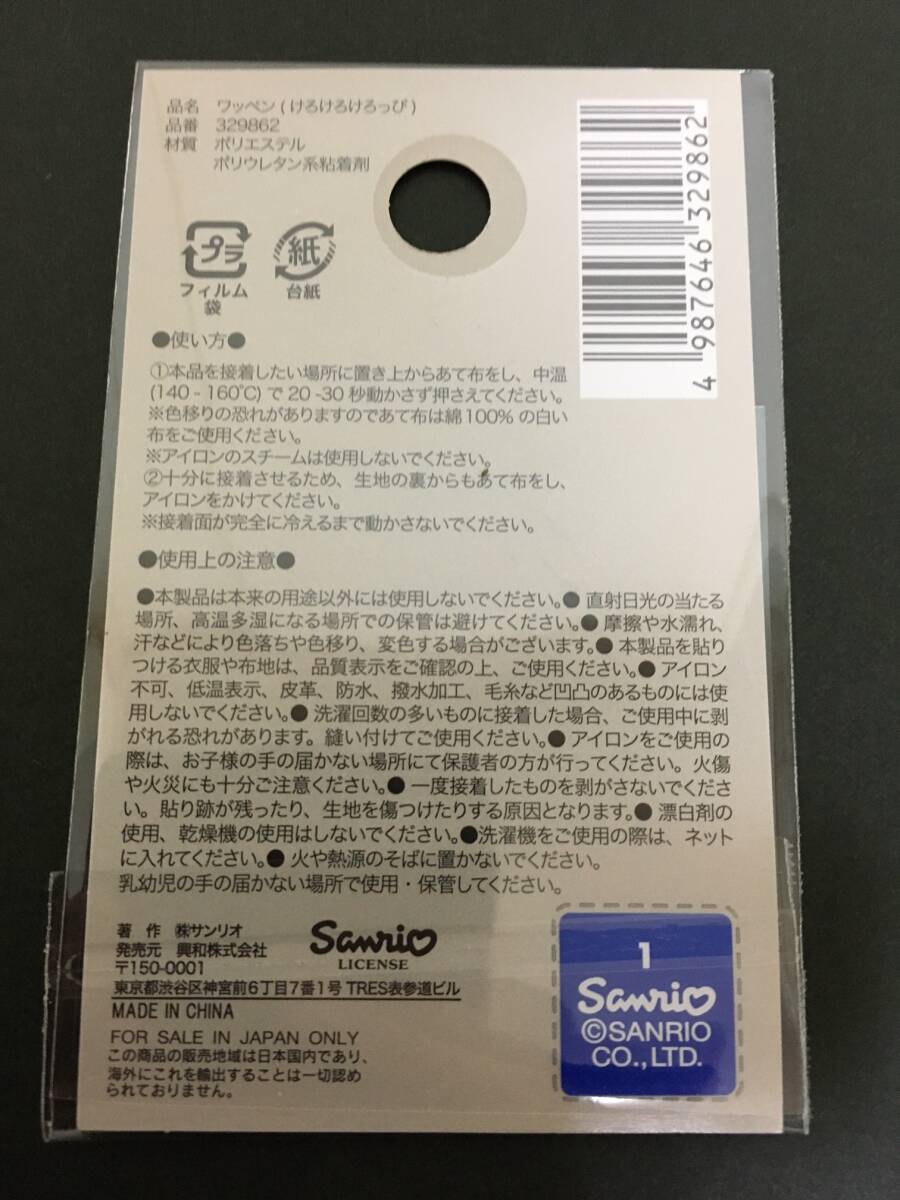 品名 ワッペン(けろけろけろっぴ)
品番 329862
材質 ポリエステル
ポリウレタン系粘着剤
4 987646 329862
プラ
フィルム
袋
紙
台紙
●使い方●
①本品を接着したい場所に置き上からあて布をし、中温
(140 - 160℃) で 20 -30 秒動かさず押さえてください。
※色移りの恐れがありますのであて布は綿100% の白い
布をご使用ください。
※アイロンのスチームは使用しないでください。
②十分に接着させるため、生地の裏からもあて布をし、
アイロンをかけてください。
※接着面が完全に冷えるまで動かさないでください。
●使用上の注意●
●本製品は本来の用途以外には使用しないでください。● 直射日光の当たる
場所、高温多湿になる場所での保管は避けてください。● 摩擦や水濡れ、
汗などにより色落ちや色移り、変色する場合がございます。● 本製品を貼り
つける衣服や布地は、品質表示をご確認の上、ご使用ください。● アイロン
不可、低温表示、皮革、防水、撥水加工、毛糸など凹凸のあるものには使
用しないでください。● 洗濯回数の多いものに接着した場合、ご使用中に剥
がれる恐れがあります。縫い付けてご使用ください。● アイロンをご使用の
際は、お子様の手の届かない場所にて保護者の方が行ってください。火傷
や火災にも十分ご注意ください。● 一度接着したものを剥がさないでくださ
い。貼り跡が残ったり、生地を傷つけたりする原因となります。● 漂白剤の
使用、乾燥機の使用はしないでください。●洗濯機をご使用の際は、ネット
に入れてください。● 火や熱源のそばに置かないでください。
乳幼児の手の届かない場所で使用・保管してください。
著 作 ㈱サンリオ
発売元 興和株式会社
〒150-0001
東京都渋谷区神宮前6丁目7番1号 TRES表参道ビル
MADE IN CHINA
FOR SALE IN JAPAN ONLY
この商品の販売地域は日本国内であり、
海外にこれを輸出することは一切認め
られておりません。
Sanrio
LICENSE
1
Sanrio
©SANRIO
CO.,LTD.